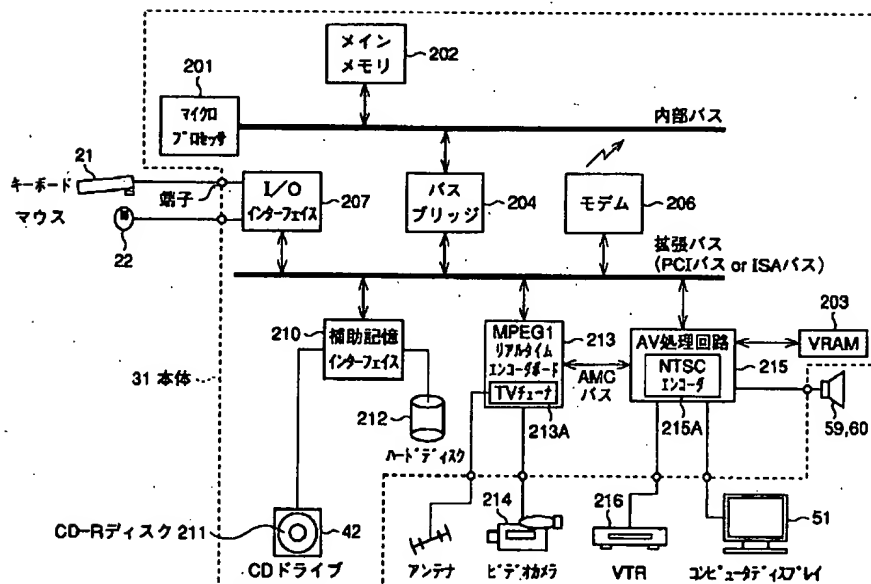 メイン
メモリ
202
201
マイクロ
プロセッサ
内部バス
21
キーボード
端子
I/O
インターフェイス
207
マウス
22
バス
ブリッジ
204
モデム
206
拡張バス
(PCIバス or ISAバス)
210
補助記憶
インターフェイス
MPEG1
リアルタイム
エンコーダボード
TVチューナ
213
213A
AMC
バス
AV処理回路
NTSC
エンコーダ
215
215A
203
VRAM
31 本体
212
ハードディスク
59,60
CD-Rディスク 211
42
CDドライブ
アンテナ
214
ビデオカメラ
216
VTR
51
コンピュータディスプレイ